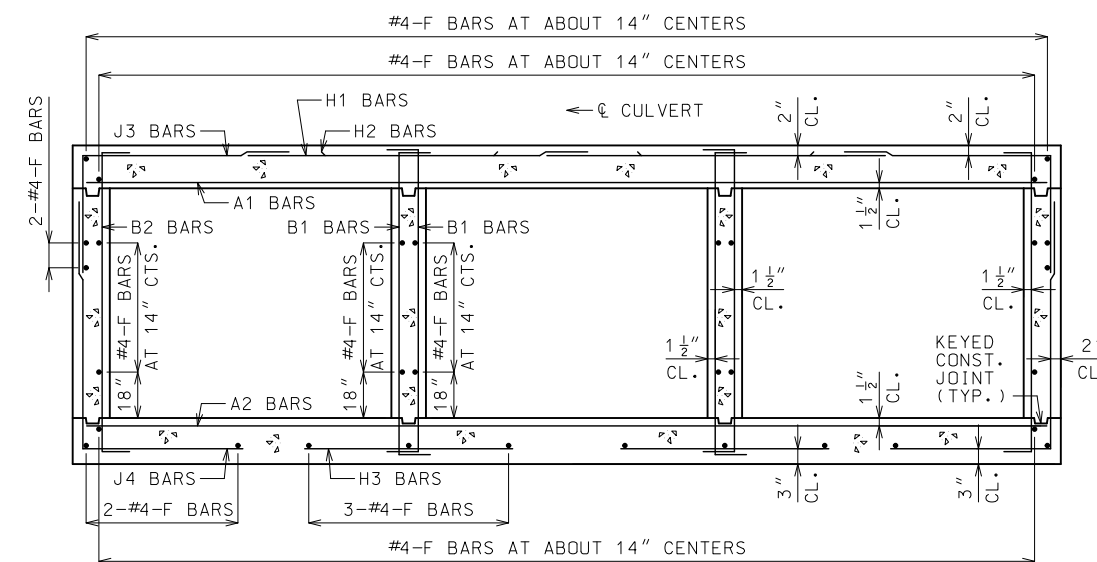 #4-F BARS AT ABOUT 14" CENTERS
#4-F BARS AT ABOUT 14" CENTERS
2-#4-F BARS
H1 BARS
℄ CULVERT
2" CL.
2" CL.
J3 BARS
H2 BARS
A1 BARS
1 1/2" CL.
B2 BARS
B1 BARS
B1 BARS
#4-F BARS
AT 14" CTS.
#4-F BARS
AT 14" CTS.
#4-F BARS
AT 14" CTS.
1 1/2"
CL.
1 1/2"
CL.
1 1/2"
CL.
KEYED
CONST.
JOINT
(TYP.)
2"
CL
18"
18"
18"
A2 BARS
1 1/2"
CL.
J4 BARS
H3 BARS
3"
CL.
3"
CL.
2-#4-F BARS
3-#4-F BARS
#4-F BARS AT ABOUT 14" CENTERS